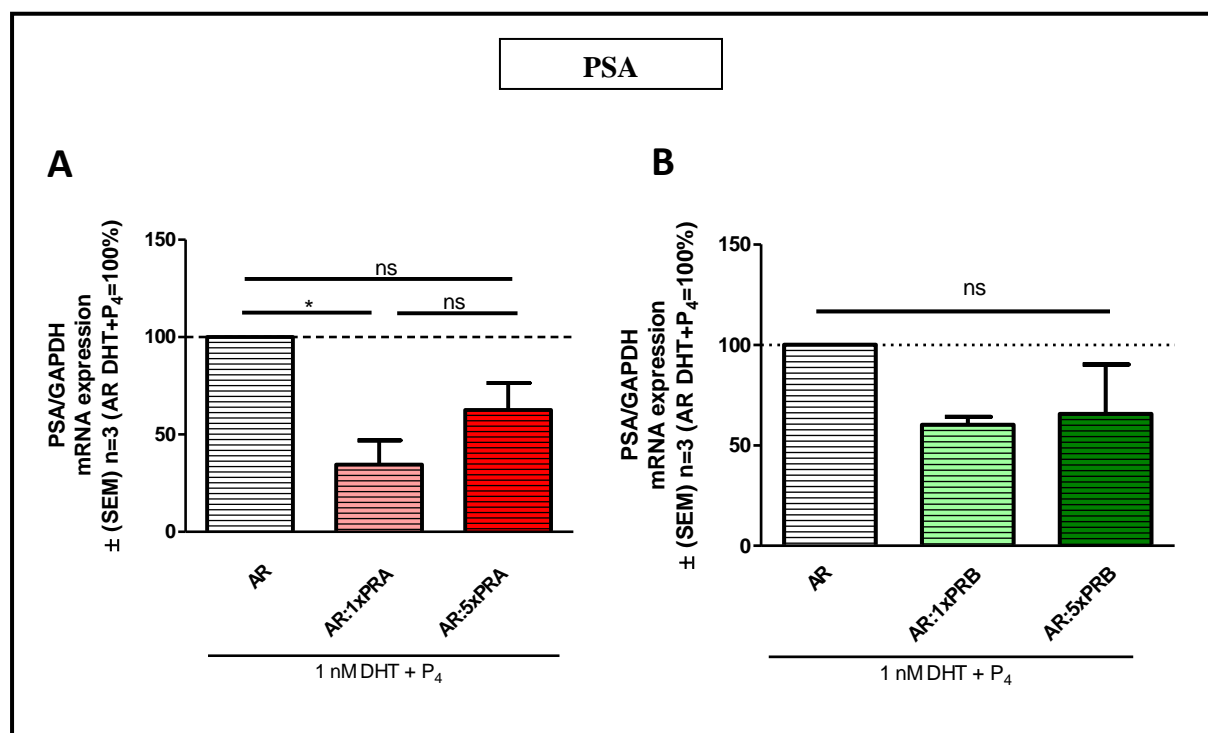 PSA
A
PSA/GAPDH
mRNA expression
± (SEM) n=3 (AR DHT+P₄=100%)
150
100
50
0
ns
*
ns
AR
AR:1xPRA
AR:5xPRA
1 nM DHT + P₄
B
PSA/GAPDH
mRNA expression
± (SEM) n=3 (AR DHT+P₄=100%)
150
100
50
0
ns
AR
AR:1xPRB
AR:5xPRB
1 nM DHT + P₄